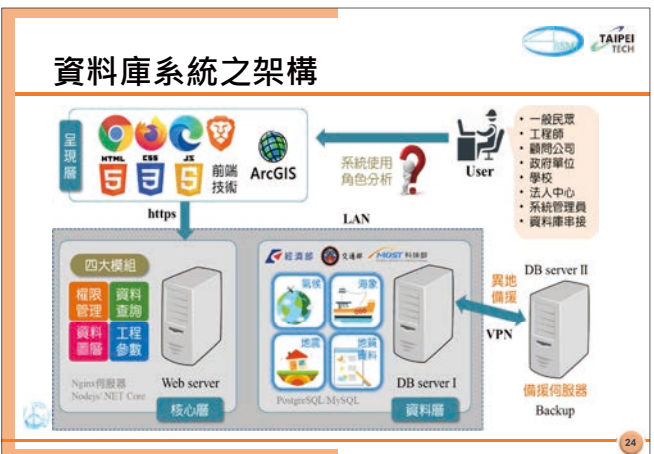 TAIPEI
TECH
資料庫系統之架構
呈現層
HTML
CSS
JS
5
3
5
前端
技術
ArcGIS
系統使用
角色分析
?
User
• 一般民眾
• 工程師
• 顧問公司
• 政府單位
• 學校
• 法人中心
• 系統管理員
• 資料庫串接
https
LAN
四大模組
權限
管理
資料
查詢
資料
圖層
工程
參數
Web server
Nginx伺服器
Nodejs/.NET Core
核心層
經濟部
交通部
MOST 科技部
氣候
海象
地震
地質
資料
DB server I
PostgreSQL/MySQL
資料層
異地
備援
VPN
DB server II
備援伺服器
Backup
24